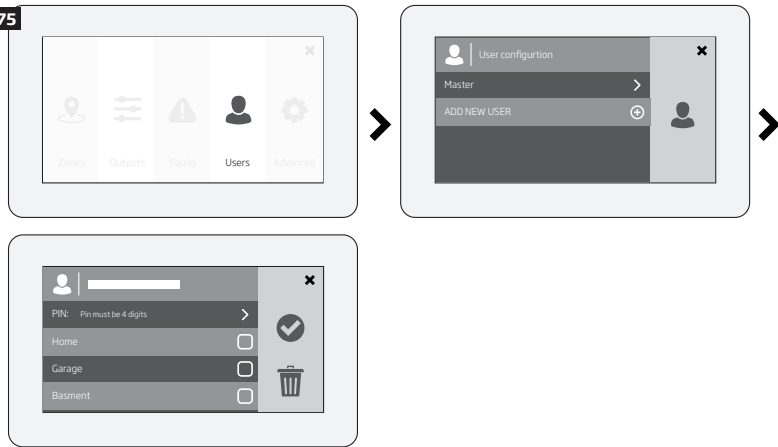 75
Zones Outputs Faults Users Advanced
User configurtion
Master
ADD NEW USER
PIN: Pin must be 4 digits
Home
Garage
Basment